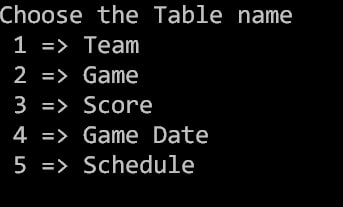 Choose the Table name
1 => Team
2 => Game
3 => Score
4 => Game Date
5 => Schedule